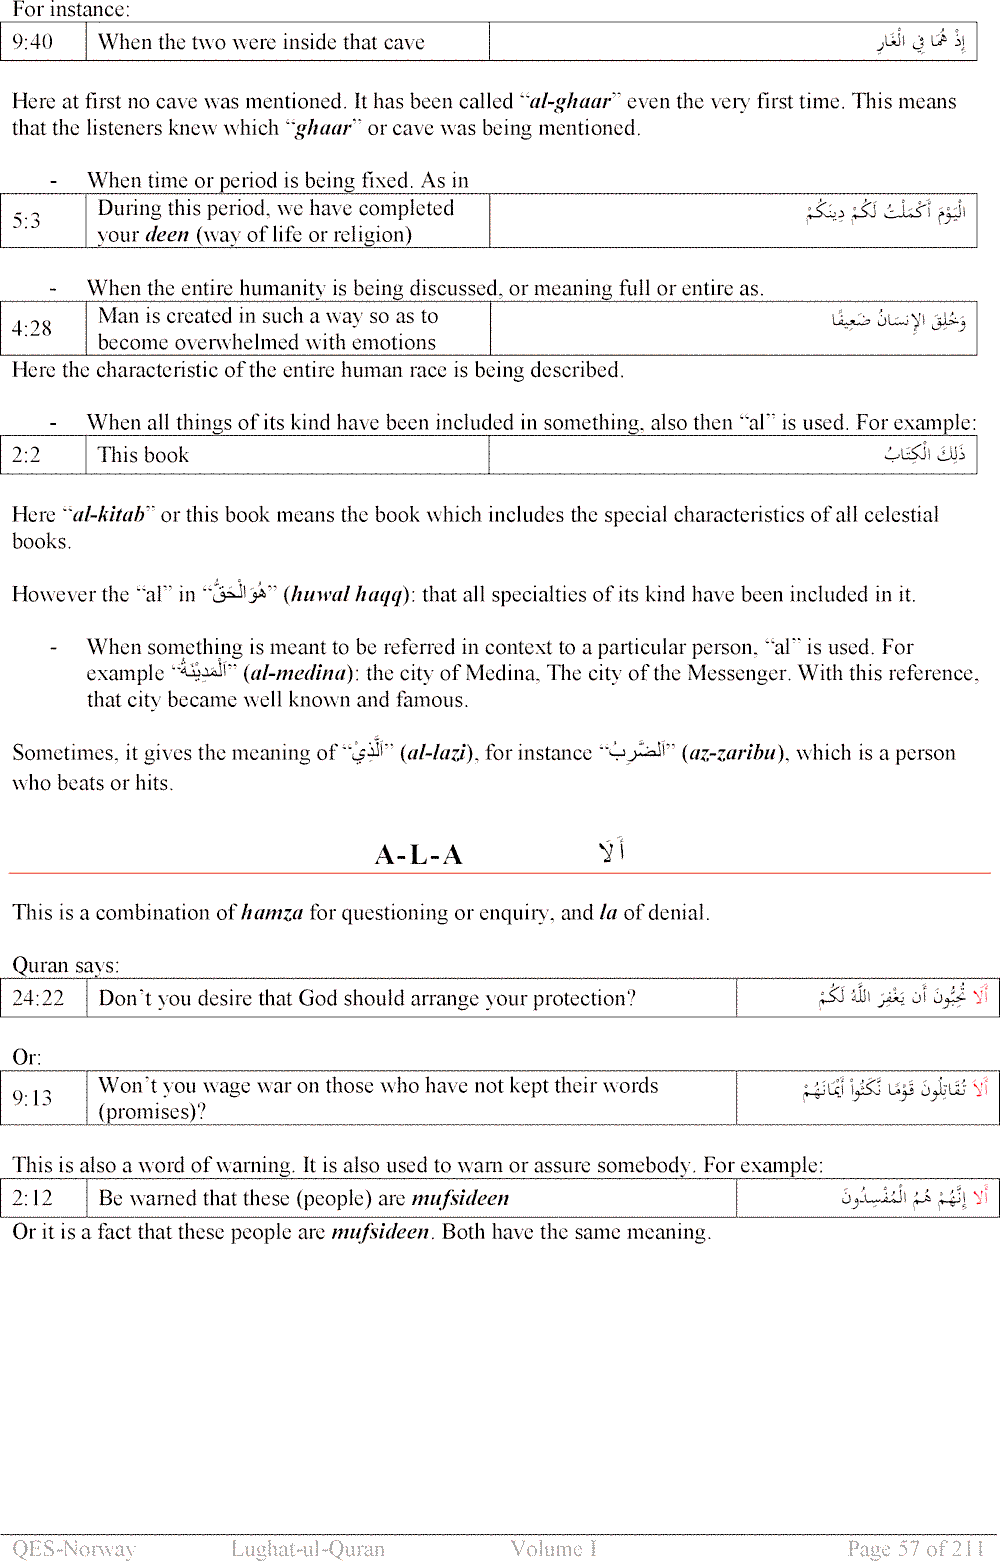 For instance:
9:40 When the two were inside that cave إِذْ هُمَا فِي الْغَارِ
Here at first no cave was mentioned. It has been called “al-ghaar” even the very first time. This means
that the listeners knew which “ghaar” or cave was being mentioned.
- When time or period is being fixed. As in
5:3 During this period, we have completed
your deen (way of life or religion) الْيَوْمَ أَكْمَلْتُ لَكُمْ دِينَكُمْ
- When the entire humanity is being discussed, or meaning full or entire as.
4:28 Man is created in such a way so as to
become overwhelmed with emotions وَخُلِقَ الإِنسَانُ ضَعِيفًا
Here the characteristic of the entire human race is being described.
- When all things of its kind have been included in something, also then “al” is used. For example:
2:2 This book ذَلِكَ الْكِتَابُ
Here “al-kitab” or this book means the book which includes the special characteristics of all celestial
books.
However the “al” in “هُوَالْحَقُّ” (huwal haqq): that all specialties of its kind have been included in it.
- When something is meant to be referred in context to a particular person, “al” is used. For
example “اَلْمَدِيْنَةُ” (al-medina): the city of Medina, The city of the Messenger. With this reference,
that city became well known and famous.
Sometimes, it gives the meaning of “اَلَّذِيْ” (al-lazi), for instance “اَلضَّرِبُ” (az-zaribu), which is a person
who beats or hits.
A-L-A أَ لَا
This is a combination of hamza for questioning or enquiry, and la of denial.
Quran says:
24:22 Don’t you desire that God should arrange your protection? أَلَا تُحِبُّونَ أَن يَغْفِرَ اللَّهُ لَكُمْ
Or:
9:13 Won’t you wage war on those who have not kept their words
(promises)? أَلاَ تُقَاتِلُونَ قَوْمًا نَّكَثُواْ أَيْمَانَهُمْ
This is also a word of warning. It is also used to warn or assure somebody. For example:
2:12 Be warned that these (people) are mufsideen أَلا إِنَّهُمْ هُمُ الْمُفْسِدُونَ
Or it is a fact that these people are mufsideen. Both have the same meaning.
QES-Norway Lughat-ul-Quran Volume I Page 57 of 211